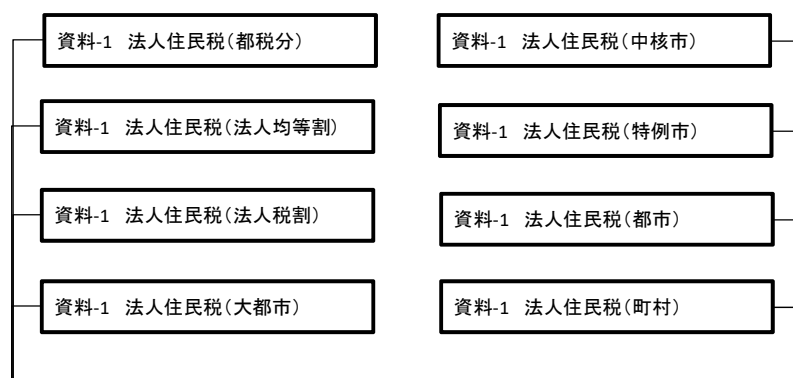 資料-1 法人住民税(都税分)
資料-1 法人住民税(法人均等割)
資料-1 法人住民税(法人税割)
資料-1 法人住民税(大都市)
資料-1 法人住民税(中核市)
資料-1 法人住民税(特例市)
資料-1 法人住民税(都市)
資料-1 法人住民税(町村)